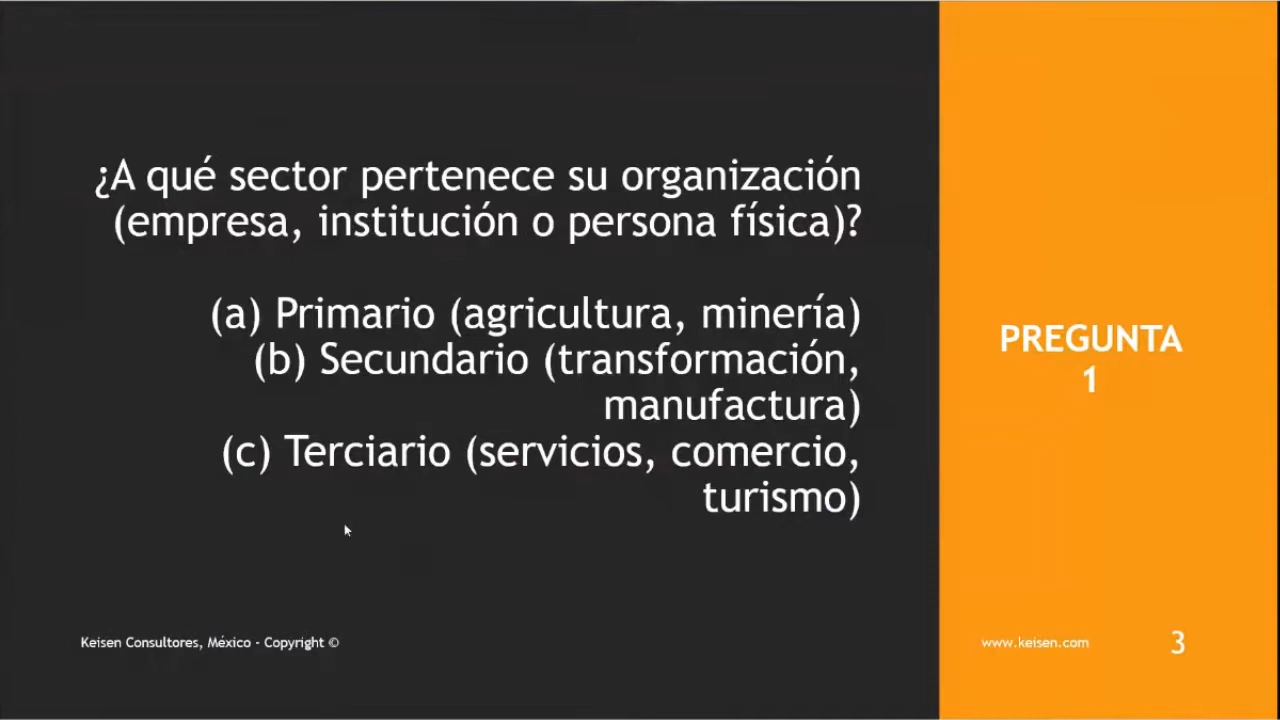 ¿A qué sector pertenece su organización
(empresa, institución o persona física)?
(a) Primario (agricultura, minería)
(b) Secundario (transformación,
manufactura)
(c) Terciario (servicios, comercio,
turismo)
PREGUNTA
1
Keisen Consultores, México - Copyright ©
www.keisen.com
3